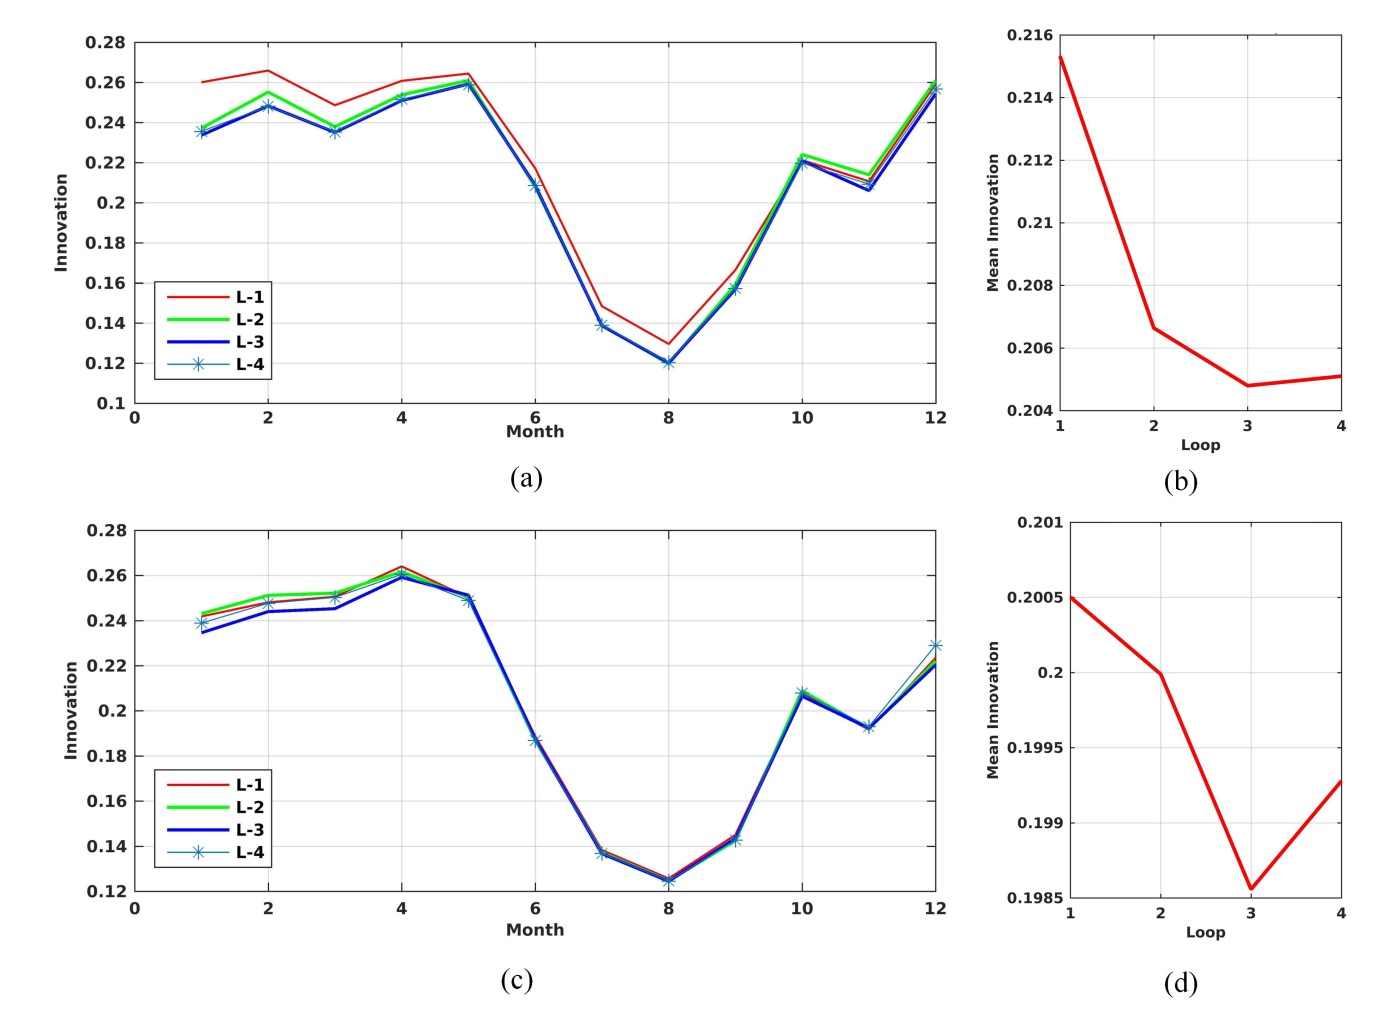 0.28
0.26
0.24
0.22
0.2
0.18
0.16
0.14
0.12
0.1
Innovation
L-1
L-2
L-3
L-4
0 2 4 6 8 10 12
Month
(a)
0.216
0.214
0.212
0.21
0.208
0.206
0.204
Mean Innovation
1 2 3 4
Loop
(b)
0.28
0.26
0.24
0.22
0.2
0.18
0.16
0.14
0.12
Innovation
L-1
L-2
L-3
L-4
0 2 4 6 8 10 12
Month
(c)
0.201
0.2005
0.2
0.1995
0.199
0.1985
Mean Innovation
1 2 3 4
Loop
(d)